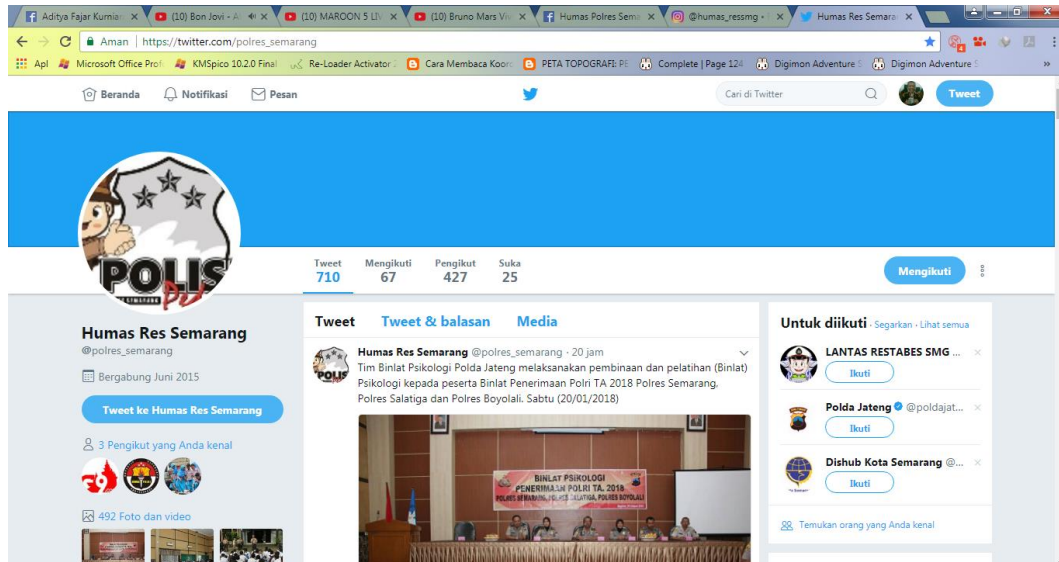 Aditya Fajar Kurnia
(10) Bon Jovi - Al
(10) MAROON 5 LIV
(10) Bruno Mars Viv
Humas Polres Sema
@humas_ressmg •
Humas Res Semara
Aman | https://twitter.com/polres_semarang
Apl Microsoft Office Prof KMSpico 10.2.0 Final Re-Loader Activator Cara Membaca Koor PETA TOPOGRAFI: PE Complete | Page 124 Digimon Adventure Digimon Adventure S
Beranda Notifikasi Pesan Cari di Twitter Tweet
POLIS
Tweet Mengikuti Pengikut Suka
710 67 427 25
Mengikuti
Humas Res Semarang
@polres_semarang
Bergabung Juni 2015
Tweet ke Humas Res Semarang
3 Pengikut yang Anda kenal
492 Foto dan video
Tweet Tweet & balasan Media
Humas Res Semarang @polres_semarang · 20 jam
Tim Binlat Psikologi Polda Jateng melaksanakan pembinaan dan pelatihan (Binlat)
Psikologi kepada peserta Binlat Penerimaan Polri TA 2018 Polres Semarang,
Polres Salatiga dan Polres Boyolali. Sabtu (20/01/2018)
POLIS
BINLAT PSIKOLOGI
PENERIMAAN POLRI TA. 2018
POLRES SEMARANG, POLRES SALATIGA, POLRES BOYOLALI
Untuk diikuti · Segarkan · Lihat semua
LANTAS RESTABES SMG ...
Ikuti
Polda Jateng @poldajat...
Ikuti
Dishub Kota Semarang @...
Ikuti
Temukan orang yang Anda kenal